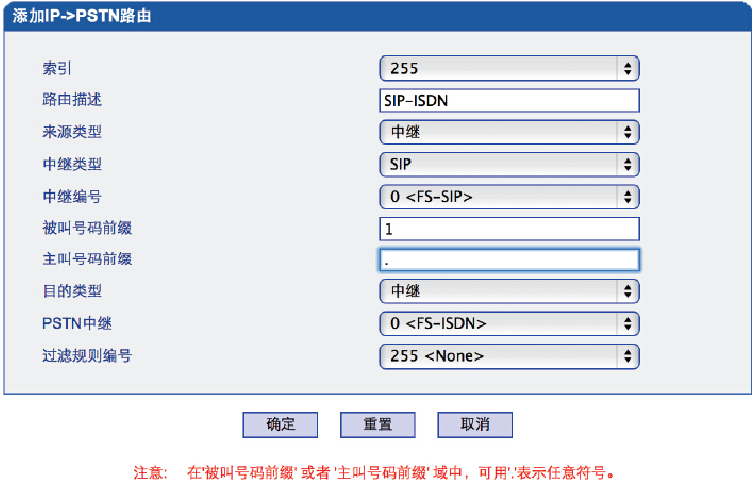 添加IP->PSTN路由
索引 255
路由描述 SIP-ISDN
来源类型 中继
中继类型 SIP
中继编号 0 <FS-SIP>
被叫号码前缀 1
主叫号码前缀 .
目的类型 中继
PSTN中继 0 <FS-ISDN>
过滤规则编号 255 <None>
确定 重置 取消
注意: 在'被叫号码前缀' 或者 '主叫号码前缀' 域中，可用'.'表示任意符号。